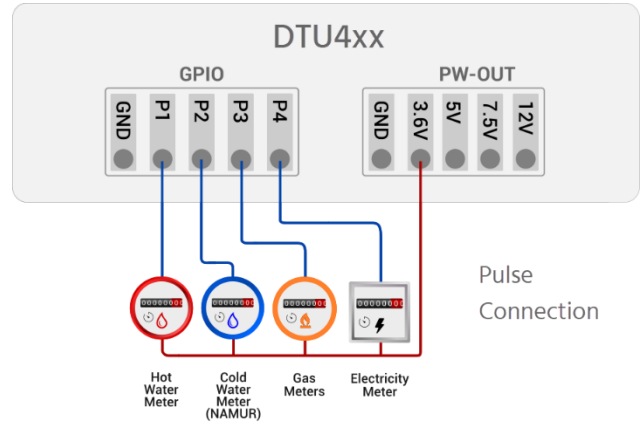 DTU4xx
GPIO
PW-OUT
GND
P1
P2
P3
P4
GND
3.6V
5V
7.5V
12V
Pulse
Connection
Hot
Water
Meter
Cold
Water
Meter
(NAMUR)
Gas
Meters
Electricity
Meter